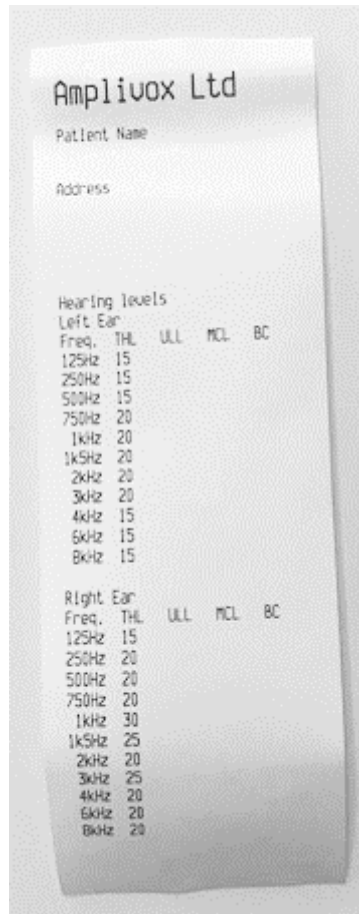 Amplivox Ltd
Patient Name
Address
Hearing levels
Left Ear
Freq. THL ULL MCL BC
125Hz 15
250Hz 15
500Hz 15
750Hz 20
1kHz 20
1k5Hz 20
2kHz 20
3kHz 20
4kHz 15
6kHz 15
8kHz 15
Right Ear
Freq. THL ULL MCL BC
125Hz 15
250Hz 20
500Hz 20
750Hz 20
1kHz 30
1k5Hz 25
2kHz 20
3kHz 25
4kHz 20
6kHz 20
8kHz 20